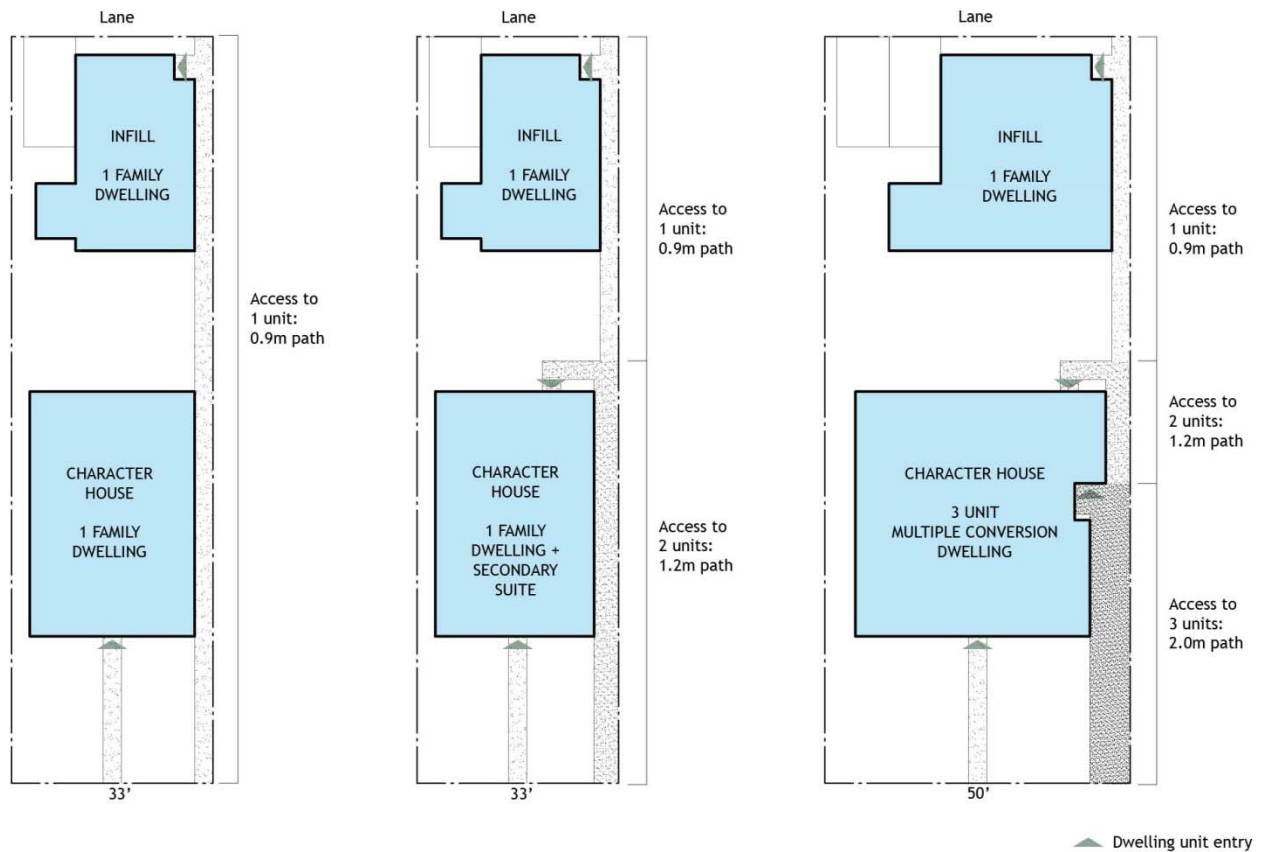 Lane
INFILL
1 FAMILY
DWELLING
Access to
1 unit:
0.9m path
CHARACTER
HOUSE
1 FAMILY
DWELLING
33'
Lane
INFILL
1 FAMILY
DWELLING
Access to
1 unit:
0.9m path
CHARACTER
HOUSE
1 FAMILY
DWELLING +
SECONDARY
SUITE
Access to
2 units:
1.2m path
33'
Lane
INFILL
1 FAMILY
DWELLING
Access to
1 unit:
0.9m path
Access to
2 units:
1.2m path
CHARACTER HOUSE
3 UNIT
MULTIPLE CONVERSION
DWELLING
Access to
3 units:
2.0m path
50'
Dwelling unit entry